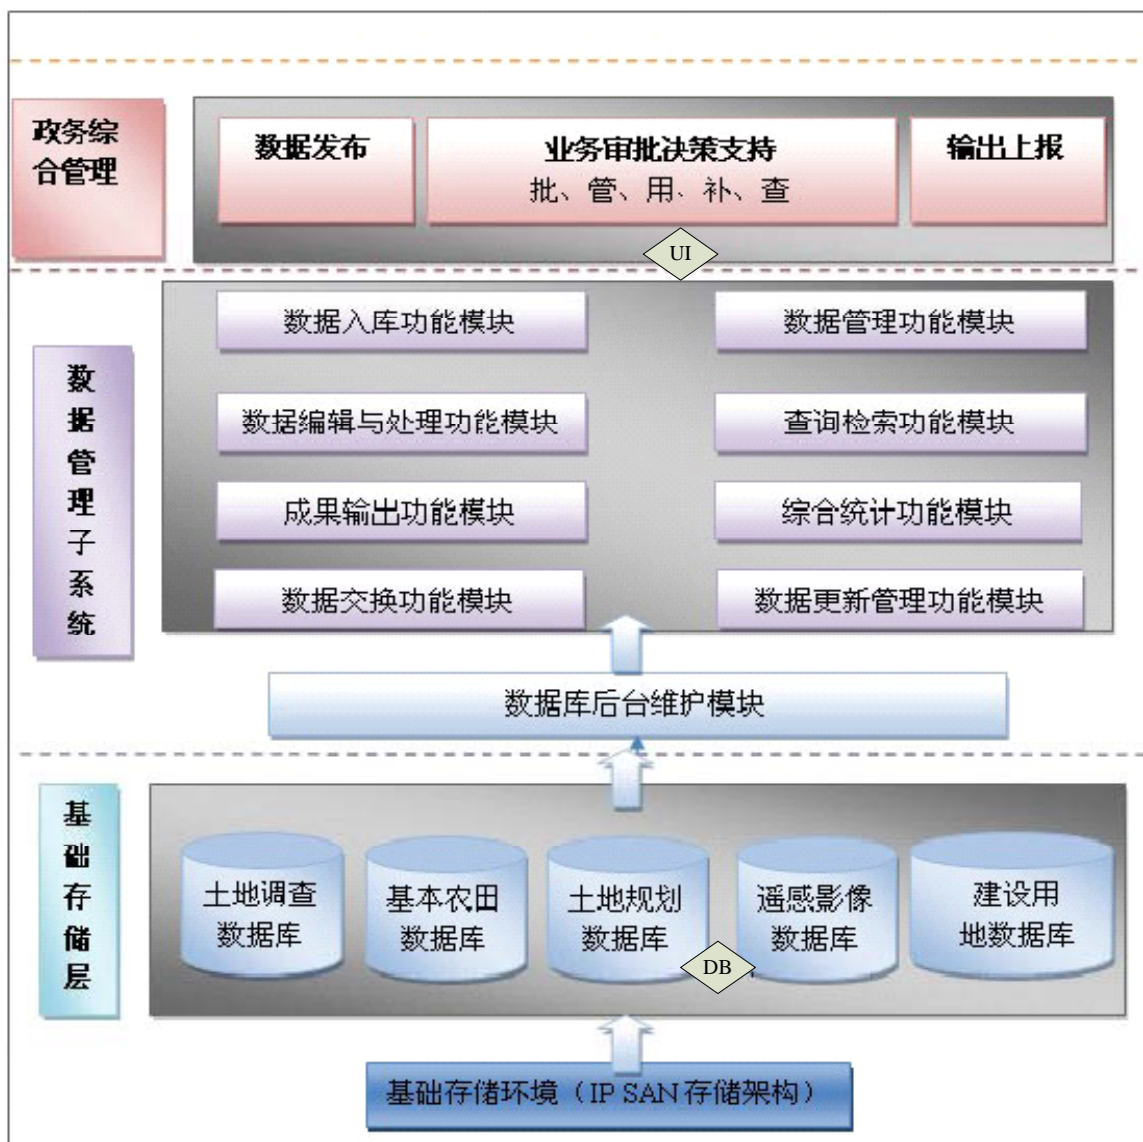 政务综
合管理
数据发布
业务审批决策支持
批、管、用、补、查
输出上报
UI
数据管理子系统
数据入库功能模块
数据管理功能模块
数据编辑与处理功能模块
查询检索功能模块
成果输出功能模块
综合统计功能模块
数据交换功能模块
数据更新管理功能模块
数据库后台维护模块
基础存储层
土地调查
数据库
基本农田
数据库
土地规划
数据库
遥感影像
数据库
建设用
地数据库
DB
基础存储环境（IP SAN 存储架构）